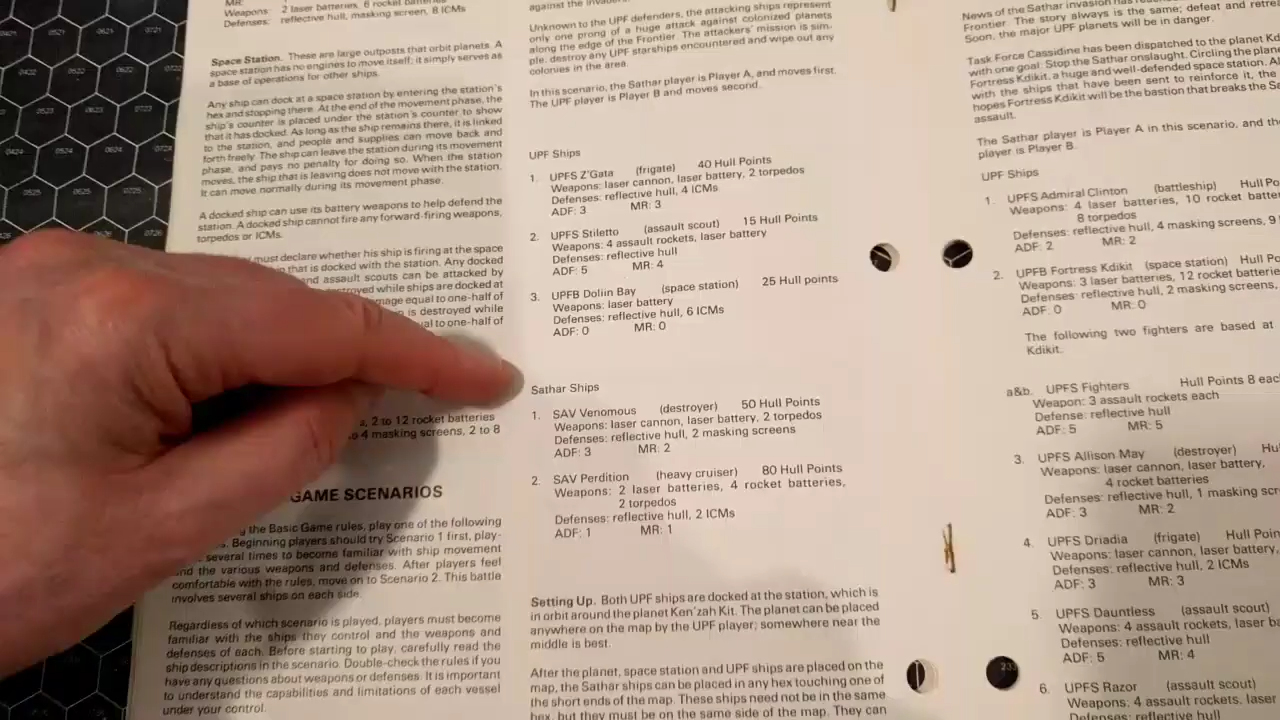 MR:
Weapons: 2 laser batteries, 6 rocket batteries
Defenses: reflective hull, masking screen, 8 ICMs
Space Station. These are large outposts that orbit planets. A
space station has no engines to move itself; it simply serves as
a base of operations for other ships.
Any ship can dock at a space station by entering the station's
hex and stopping there. At the end of the movement phase, the
ship's counter is placed under the station's counter to show
that it has docked. As long as the ship remains there, it is linked
to the station, and people and supplies can move back and
forth freely. The ship can leave the station during its movement
phase, and pays no penalty for doing so. When the station
moves, the ship that is leaving does not move with the station.
It can move normally during its movement phase.
A docked ship can use its battery weapons to help defend the
station. A docked ship cannot fire any forward-firing weapons,
torpedos or ICMs.
must declare whether his ship is firing at the space
that is docked with the station. Any docked
and assault scouts can be attacked by
destroyed while ships are docked at
damage equal to one-half of
is destroyed while
to one-half of
2 to 12 rocket batteries
4 masking screens, 2 to 8
GAME SCENARIOS
the Basic Game rules, play one of the following
Beginning players should try Scenario 1 first, play-
several times to become familiar with ship movement
and the various weapons and defenses. After players feel
comfortable with the rules, move on to Scenario 2. This battle
involves several ships on each side.
Regardless of which scenario is played, players must become
familiar with the ships they control and the weapons and
defenses of each. Before starting to play, carefully read the
ship descriptions in the scenario. Double-check the rules if you
have any questions about weapons or defenses. It is important
to understand the capabilities and limitations of each vessel
under your control.
against the
Unknown to the UPF defenders, the attacking ships represent
only one prong of a huge attack against colonized planets
along the edge of the Frontier. The attackers' mission is sim-
ple: destroy any UPF starships encountered and wipe out any
colonies in the area.
In this scenario, the Sathar player is Player A, and moves first.
The UPF player is Player B and moves second.
UPF Ships
1. UPFS Z'Gata (frigate) 40 Hull Points
Weapons: laser cannon, laser battery, 2 torpedos
Defenses: reflective hull, 4 ICMs
ADF: 3 MR: 3
2. UPFS Stiletto (assault scout) 15 Hull Points
Weapons: 4 assault rockets, laser battery
Defenses: reflective hull
ADF: 5 MR: 4
3. UPFB Doliin Bay (space station) 25 Hull points
Weapons: laser battery
Defenses: reflective hull, 6 ICMs
ADF: 0 MR: 0
Sathar Ships
1. SAV Venomous (destroyer) 50 Hull Points
Weapons: laser cannon, laser battery, 2 torpedos
Defenses: reflective hull, 2 masking screens
ADF: 3 MR: 2
2. SAV Perdition (heavy cruiser) 80 Hull Points
Weapons: 2 laser batteries, 4 rocket batteries,
2 torpedos
Defenses: reflective hull, 2 ICMs
ADF: 1 MR: 1
Setting Up. Both UPF ships are docked at the station, which is
in orbit around the planet Ken'zah Kit. The planet can be placed
anywhere on the map by the UPF player; somewhere near the
middle is best.
After the planet, space station and UPF ships are placed on the
map, the Sathar ships can be placed in any hex touching one of
the short ends of the map. These ships need not be in the same
hex, but they must be on the same side of the map. They can
News of the Sathar invasion has
Frontier. The story always is the same; defeat and
Soon, the major UPF planets will be in danger.
Task Force Cassidine has been dispatched to the planet
with one goal: Stop the Sathar onslaught. Circling the
Fortress Kdikit, a huge and well-defended space station.
with the ships that have been sent to reinforce it, the
hopes Fortress Kdikit will be the bastion that breaks the
assault.
The Sathar player is Player A in this scenario, and
player is Player B.
UPF Ships
1. UPFS Admiral Clinton (battleship) Hull
Weapons: 4 laser batteries, 10 rocket
8 torpedos
Defenses: reflective hull, 4 masking screens,
ADF: 2 MR: 2
2. UPFB Fortress Kdikit (space station) Hull
Weapons: 3 laser batteries, 12 rocket
Defenses: reflective hull, 2 masking screens,
ADF: 0 MR: 0
The following two fighters are based at
Kdikit.
a&b. UPFS Fighters Hull Points 8
Weapon: 3 assault rockets each
Defense: reflective hull
ADF: 5 MR: 5
3. UPFS Allison May (destroyer)
Weapons: laser cannon, laser battery,
4 rocket batteries
Defenses: reflective hull, 1 masking
ADF: 3 MR: 2
4. UPFS Driadia (frigate) Hull
Weapons: laser cannon, laser battery,
Defenses: reflective hull, 2 ICMs
ADF: 3 MR: 3
5. UPFS Dauntless (assault scout)
Weapons: 4 assault rockets, laser
Defenses: reflective hull
ADF: 5 MR: 4
6. UPFS Razor (assault scout)
Weapons: 4 assault rockets,
Defenses: reflective hull